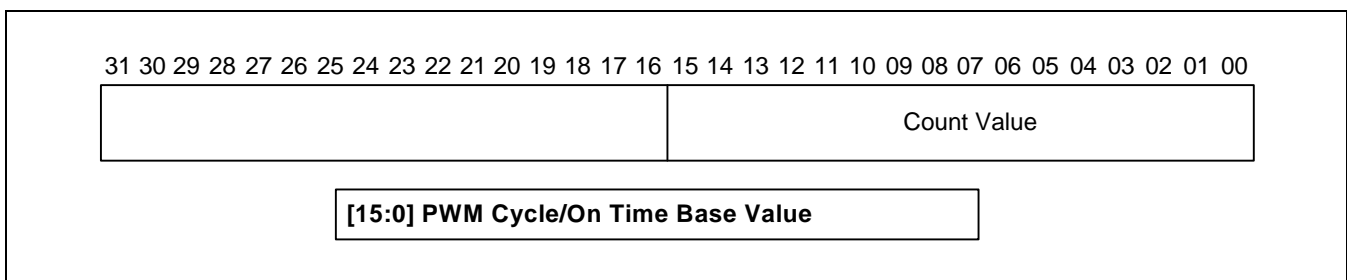 31 30 29 28 27 26 25 24 23 22 21 20 19 18 17 16 15 14 13 12 11 10 09 08 07 06 05 04 03 02 01 00
Count Value
[15:0] PWM Cycle/On Time Base Value